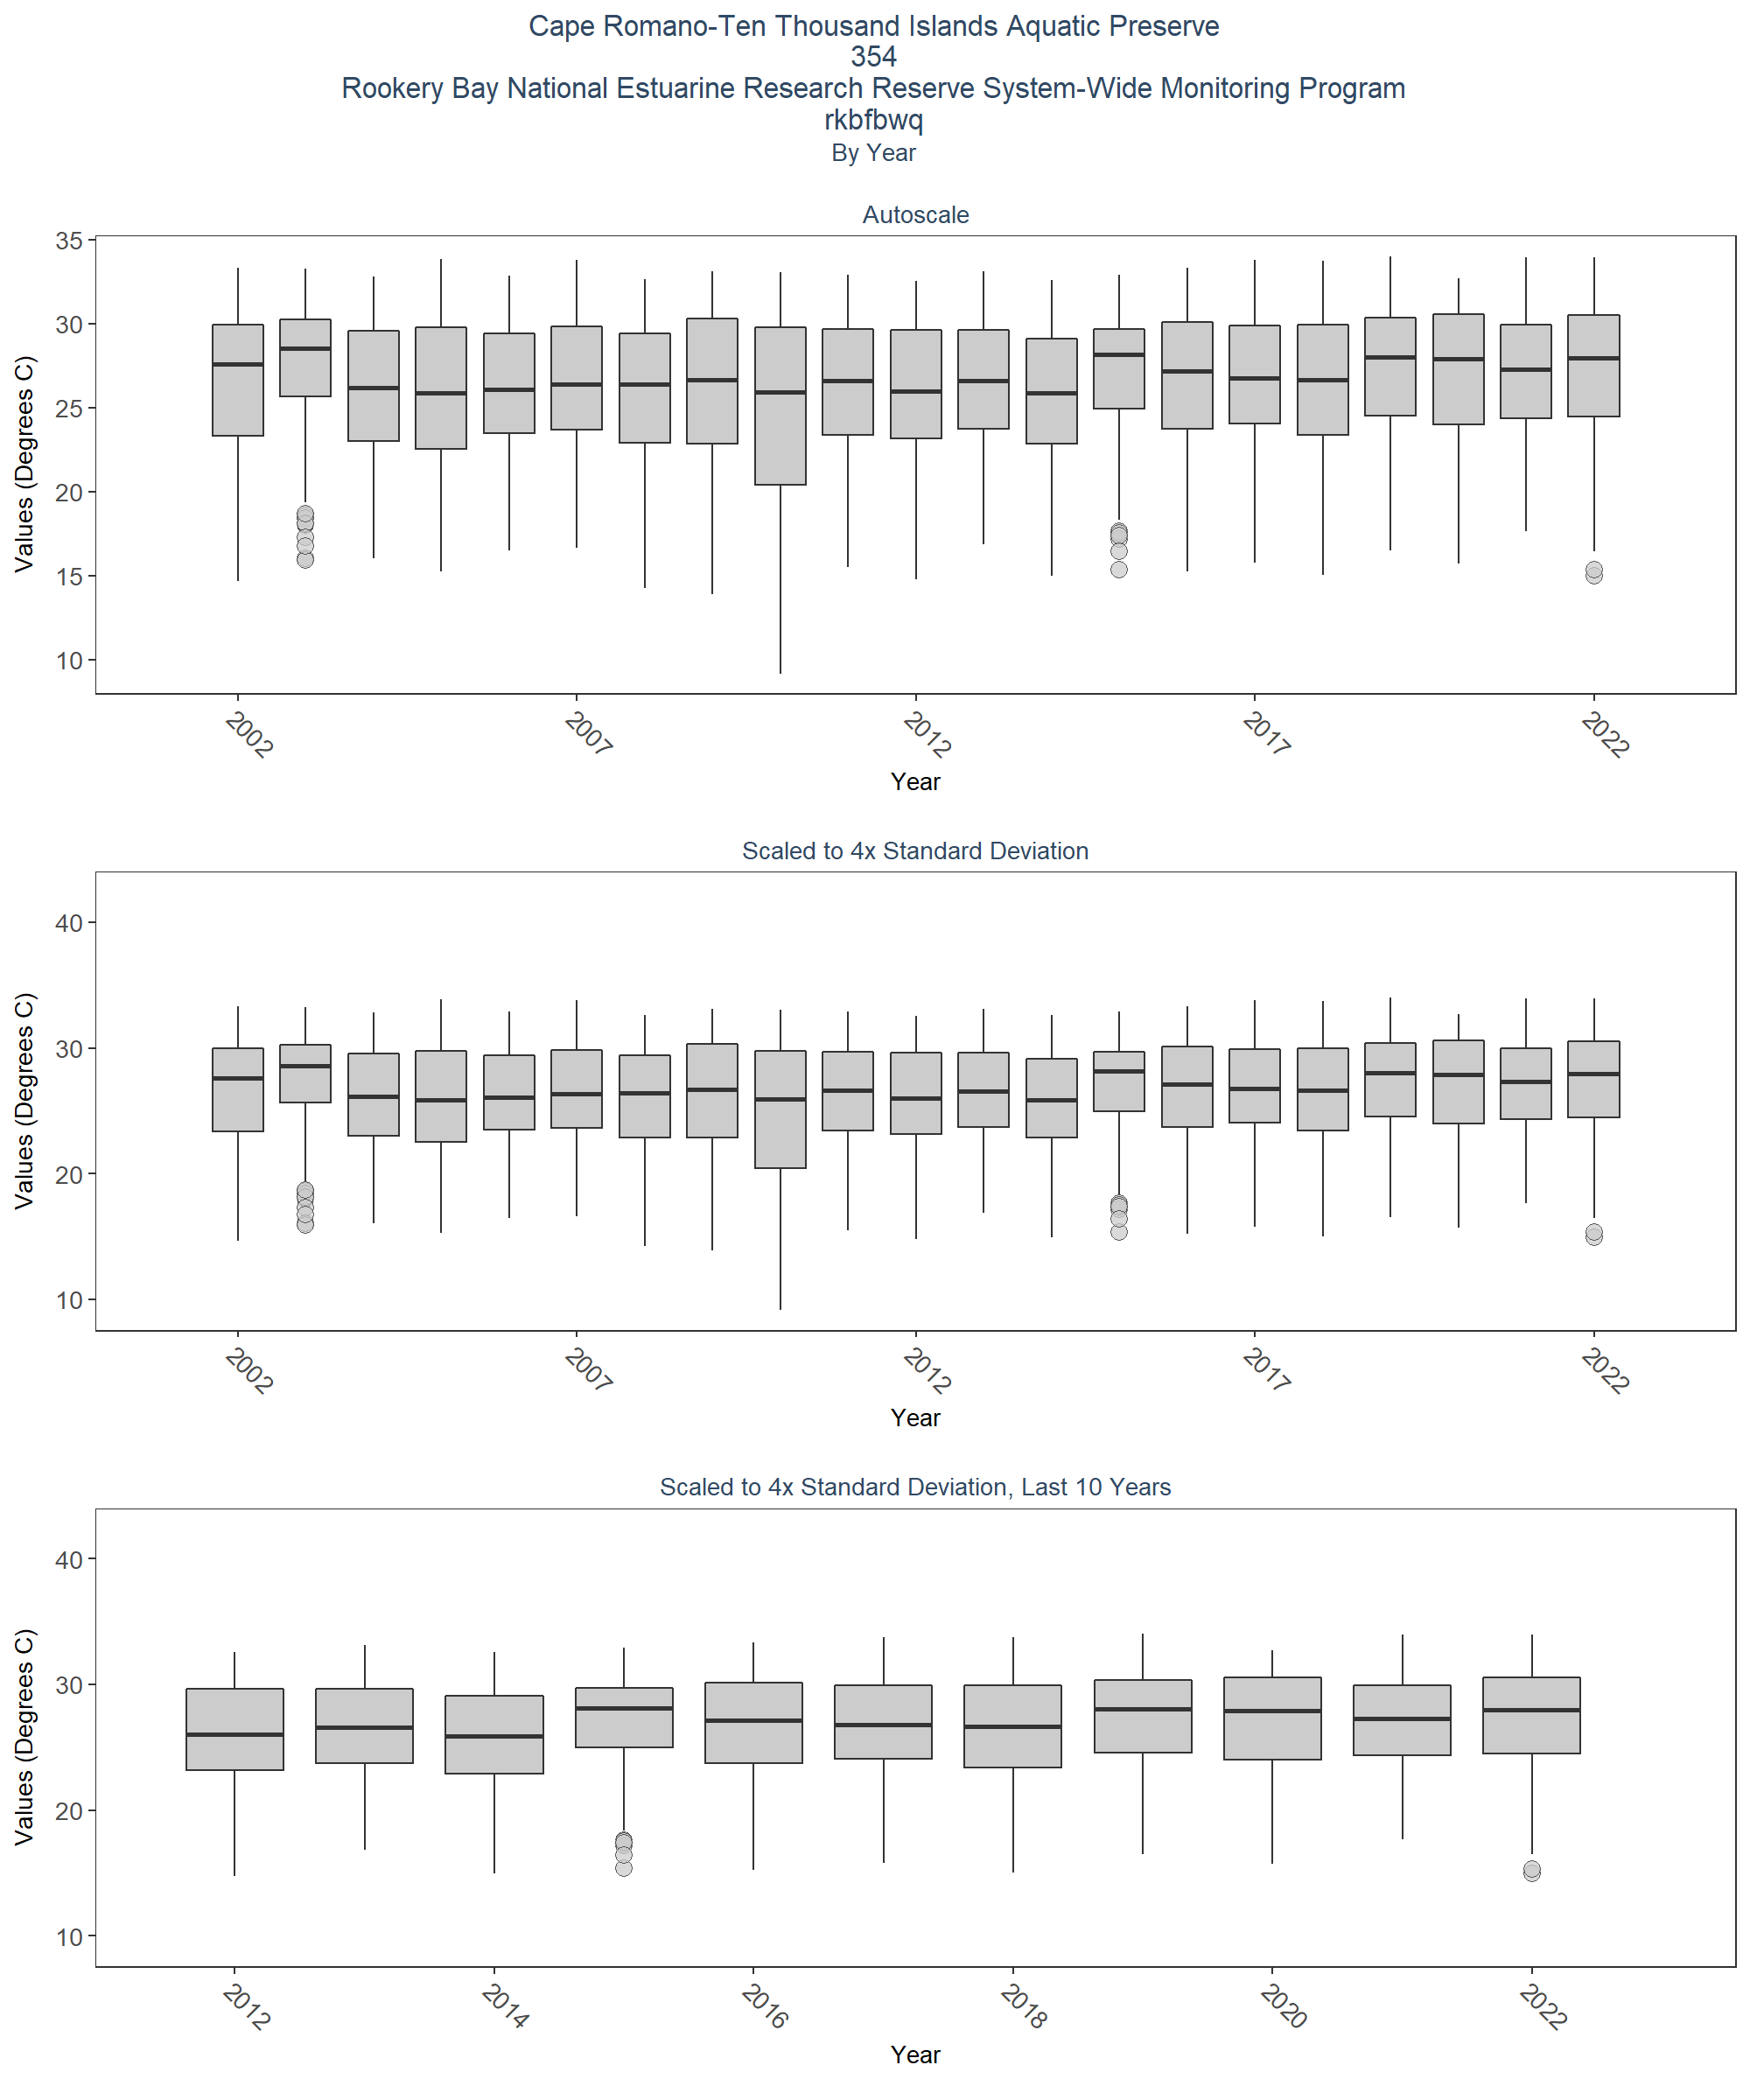 Cape Romano-Ten Thousand Islands Aquatic Preserve
354
Rookery Bay National Estuarine Research Reserve System-Wide Monitoring Program
rkbfbwq
By Year
Autoscale
Values (Degrees C)
35
30
25
20
15
10
2002
2007
2012
2017
2022
Year
Scaled to 4x Standard Deviation
Values (Degrees C)
40
30
20
10
2002
2007
2012
2017
2022
Year
Scaled to 4x Standard Deviation, Last 10 Years
Values (Degrees C)
40
30
20
10
2012
2014
2016
2018
2020
2022
Year